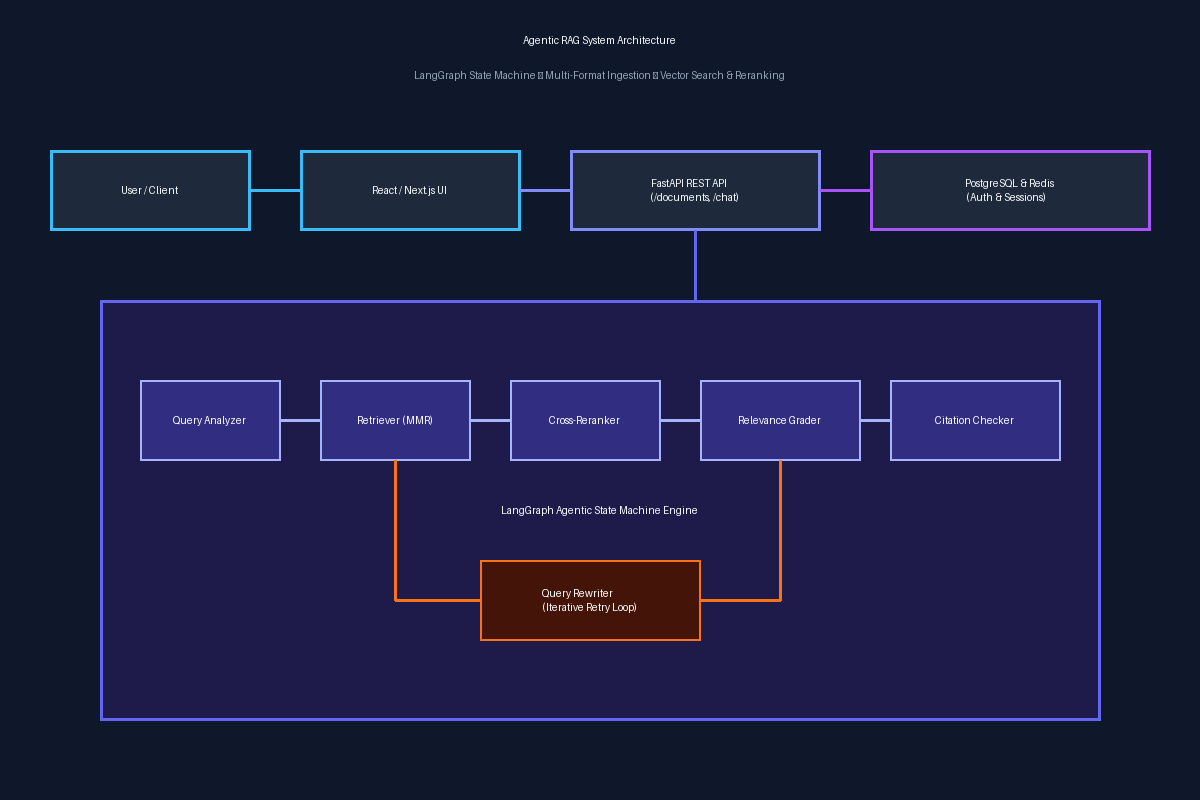 Agentic RAG System Architecture
LangGraph State Machine ▯ Multi-Format Ingestion ▯ Vector Search & Reranking
User / Client
React / Next.js UI
FastAPI REST API
(/documents, /chat)
PostgreSQL & Redis
(Auth & Sessions)
Query Analyzer
Retriever (MMR)
Cross-Reranker
Relevance Grader
Citation Checker
LangGraph Agentic State Machine Engine
Query Rewriter
(Iterative Retry Loop)